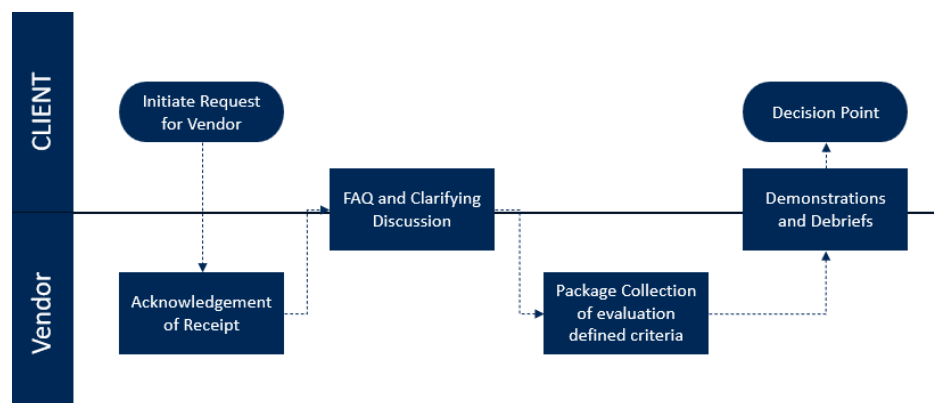 CLIENT
Initiate Request
for Vendor
Decision Point
FAQ and Clarifying
Discussion
Demonstrations
and Debriefs
Vendor
Acknowledgement
of Receipt
Package Collection
of evaluation
defined criteria